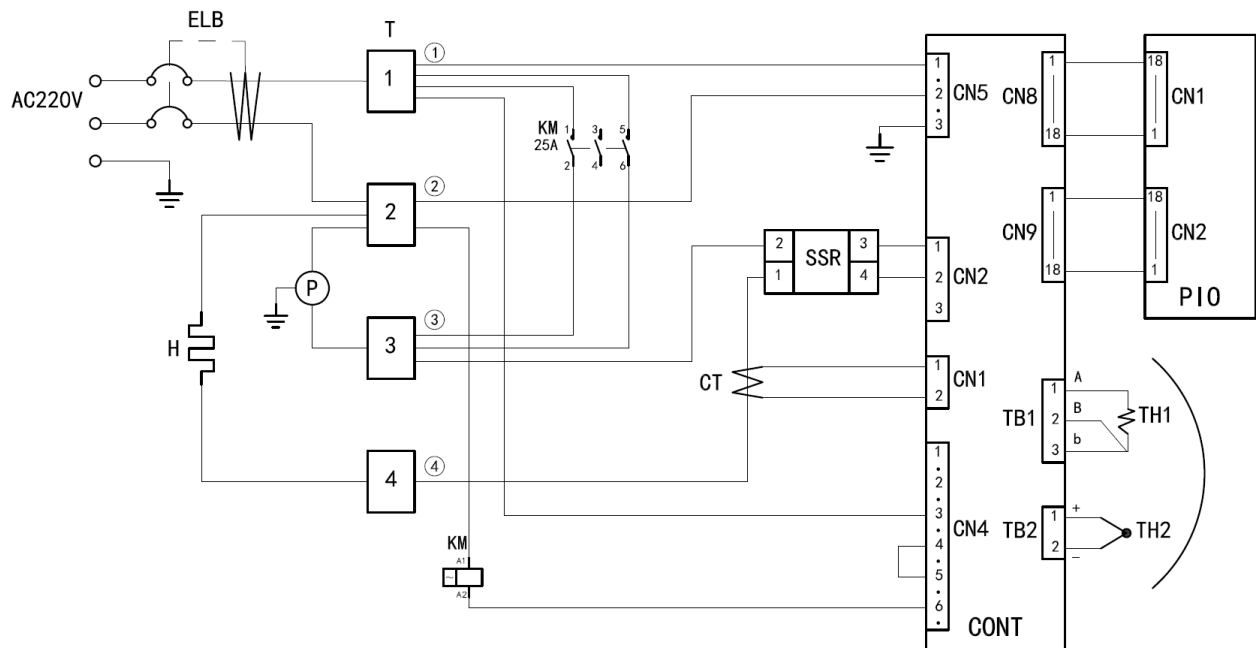 ELB
T
AC220V
1
①
KM
25A
1 3 5
2 4 6
2
②
P
H
3
③
4
④
KM
A1
~
A2
2 SSR 3
1 4
CT
1
2
3
CN5
1
2
3
CN2
1
2
CN1
1
2
3
4
5
6
CN4
CONT
CN8
1
18
18
1
CN1
CN9
1
18
18
1
CN2
PIO
TB1
1
2
3
A
B
b
TH1
TB2
1
2
+
-
TH2